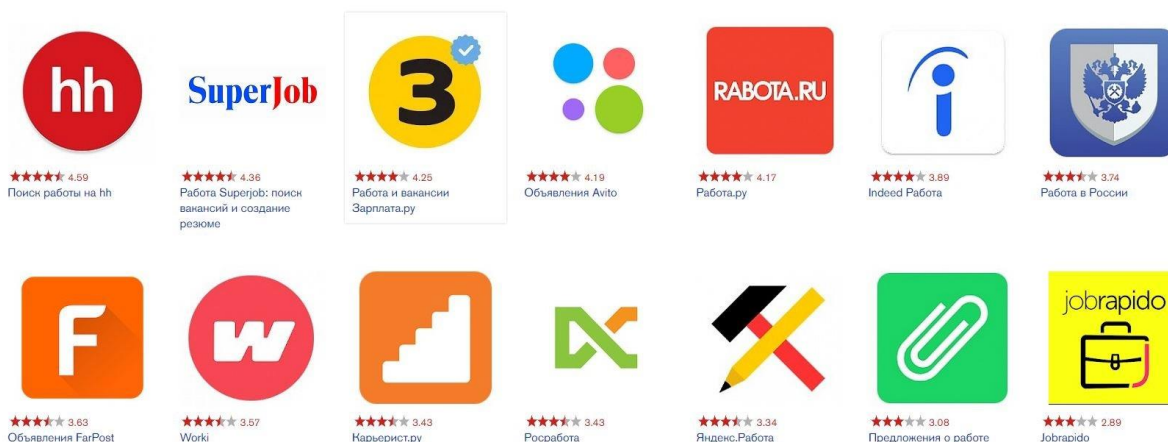 hh
SuperJob
З
RABOTA.RU
i
4.59
4.36
4.25
4.19
4.17
3.89
3.74
Поиск работы на hh
Работа Superjob: поиск
вакансий и создание
резюме
Работа и вакансии
Зарплата.ру
Объявления Avito
Работа.ру
Indeed Работа
Работа в России
F
W
jobrapido
3.63
3.57
3.43
3.43
3.34
3.08
2.89
Объявления FarPost
Worki
Карьерист.ру
Росработа
Яндекс.Работа
Предложения о работе
Jobrapido